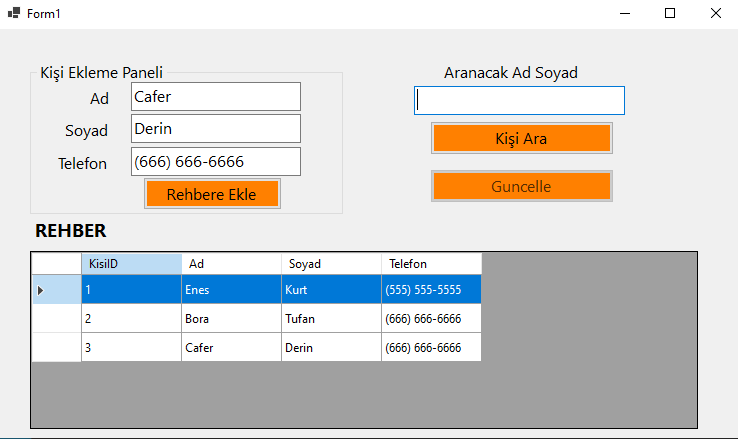 Form1
Kişi Ekleme Paneli
Ad Cafer
Soyad Derin
Telefon (666) 666-6666
Rehbere Ekle
Aranacak Ad Soyad
Kişi Ara
Guncelle
REHBER
KisiID Ad Soyad Telefon
1 Enes Kurt (555) 555-5555
2 Bora Tufan (666) 666-6666
3 Cafer Derin (666) 666-6666